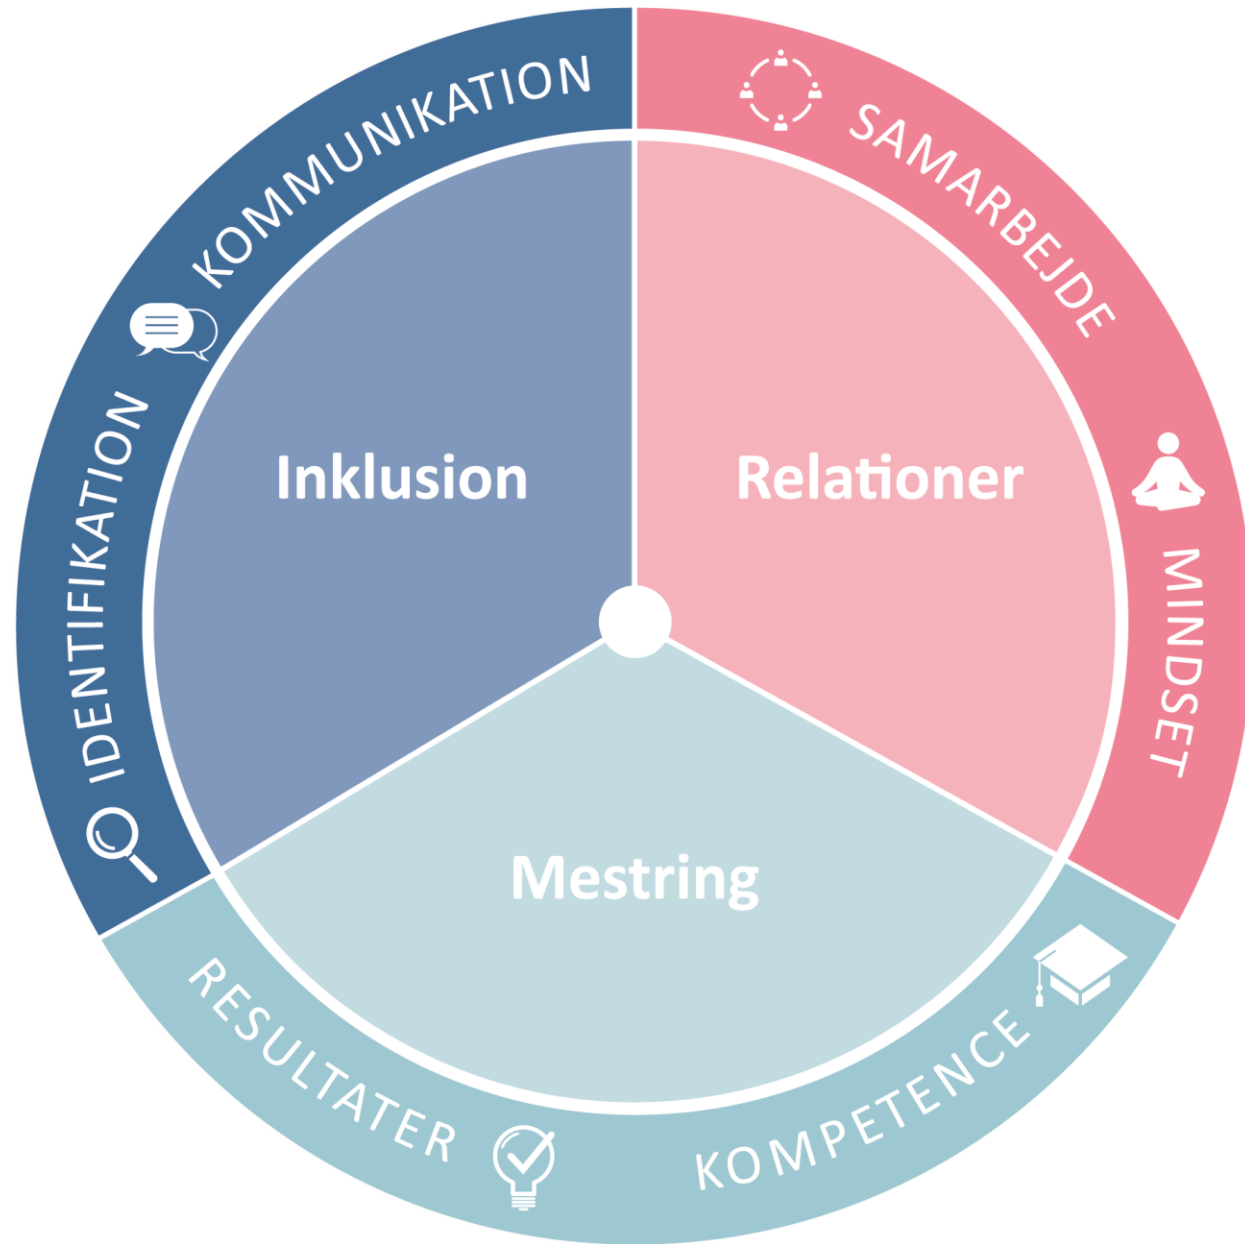 KOMMUNIKATION
SAMARBEJDE
IDENTIFIKATION
Inklusion
Relationer
MINDSET
Mestring
RESULTATER
KOMPETENCE